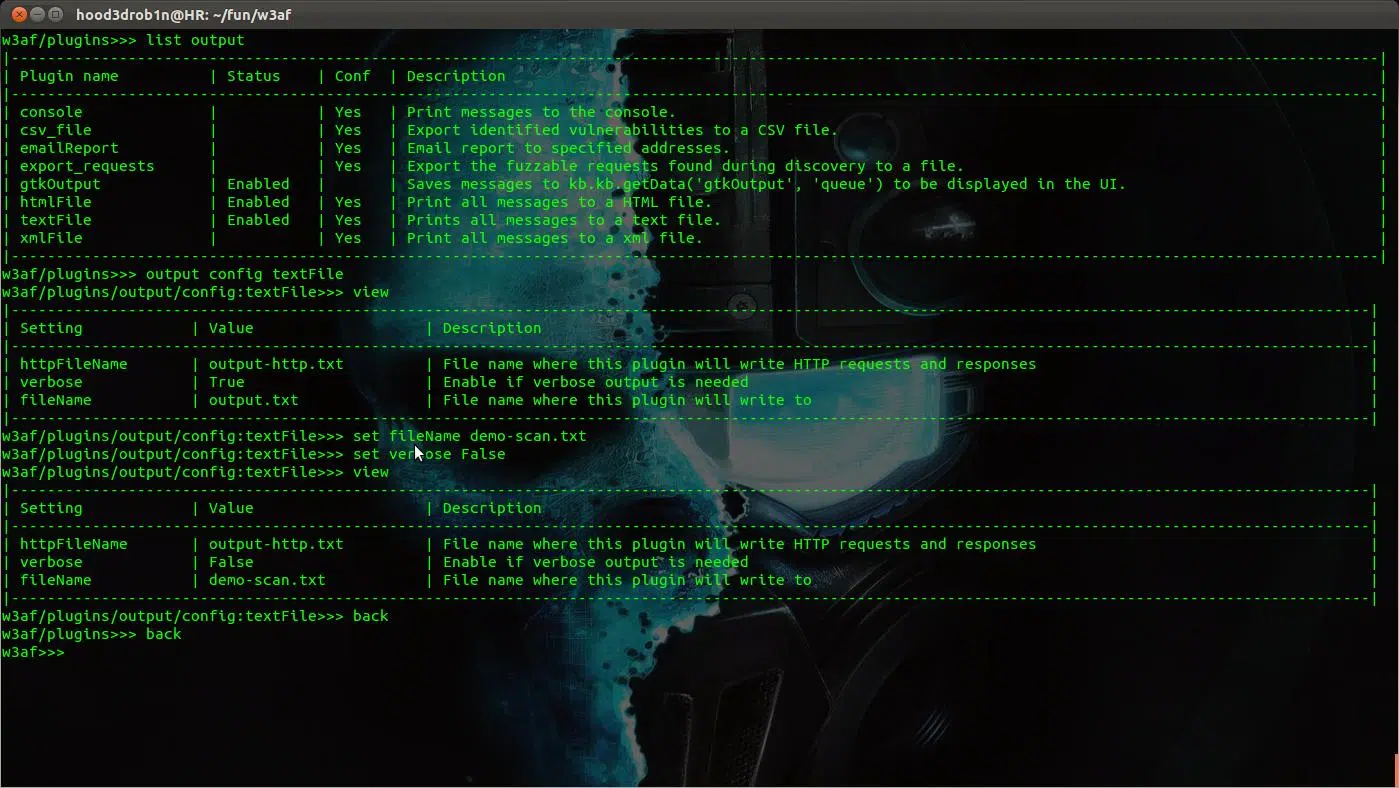 hood3drob1n@HR: ~/fun/w3af
w3af/plugins>>> list output
|---------------------------------------------------------------------------------------------------------------------------------------------------------|
| Plugin name          | Status    | Conf  | Description                                                                                                 |
|---------------------------------------------------------------------------------------------------------------------------------------------------------|
| console              |           | Yes   | Print messages to the console.                                                                              |
| csv_file             |           | Yes   | Export identified vulnerabilities to a CSV file.                                                            |
| emailReport          |           | Yes   | Email report to specified addresses.                                                                        |
| export_requests      |           | Yes   | Export the fuzzable requests found during discovery to a file.                                              |
| gtkOutput            | Enabled   |       | Saves messages to kb.kb.getData('gtkOutput', 'queue') to be displayed in the UI.                            |
| htmlFile             | Enabled   | Yes   | Print all messages to a HTML file.                                                                          |
| textFile             | Enabled   | Yes   | Prints all messages to a text file.                                                                         |
| xmlFile              |           | Yes   | Print all messages to a xml file.                                                                           |
|---------------------------------------------------------------------------------------------------------------------------------------------------------|
w3af/plugins>>> output config textFile
w3af/plugins/output/config:textFile>>> view
|--------------------------------------------------------------------------------------------------------------------------------------------------------|
| Setting            | Value                   | Description                                                                                             |
|--------------------------------------------------------------------------------------------------------------------------------------------------------|
| httpFileName       | output-http.txt         | File name where this plugin will write HTTP requests and responses                                      |
| verbose            | True                    | Enable if verbose output is needed                                                                      |
| fileName           | output.txt              | File name where this plugin will write to                                                               |
|--------------------------------------------------------------------------------------------------------------------------------------------------------|
w3af/plugins/output/config:textFile>>> set fileName demo-scan.txt
w3af/plugins/output/config:textFile>>> set verbose False
w3af/plugins/output/config:textFile>>> view
|--------------------------------------------------------------------------------------------------------------------------------------------------------|
| Setting            | Value                   | Description                                                                                             |
|--------------------------------------------------------------------------------------------------------------------------------------------------------|
| httpFileName       | output-http.txt         | File name where this plugin will write HTTP requests and responses                                      |
| verbose            | False                   | Enable if verbose output is needed                                                                      |
| fileName           | demo-scan.txt           | File name where this plugin will write to                                                               |
|--------------------------------------------------------------------------------------------------------------------------------------------------------|
w3af/plugins/output/config:textFile>>> back
w3af/plugins>>> back
w3af>>>